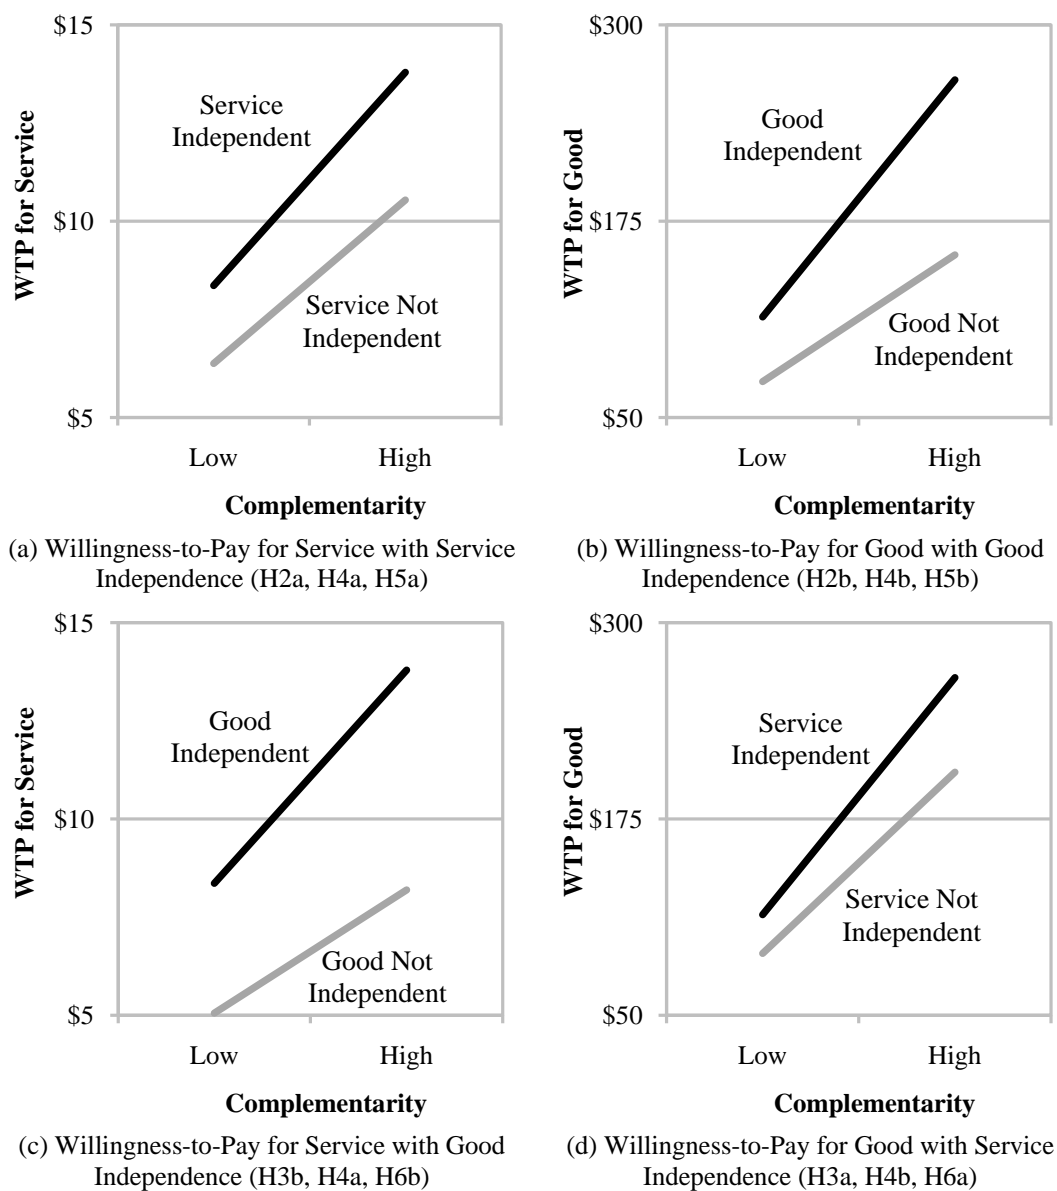 $15
$10
$5
WTP for Service
Service
Independent
Service Not
Independent
Low
High
Complementarity
(a) Willingness-to-Pay for Service with Service
Independence (H2a, H4a, H5a)
$300
$175
$50
WTP for Good
Good
Independent
Good Not
Independent
Low
High
Complementarity
(b) Willingness-to-Pay for Good with Good
Independence (H2b, H4b, H5b)
$15
$10
$5
WTP for Service
Good
Independent
Good Not
Independent
Low
High
Complementarity
(c) Willingness-to-Pay for Service with Good
Independence (H3b, H4a, H6b)
$300
$175
$50
WTP for Good
Service
Independent
Service Not
Independent
Low
High
Complementarity
(d) Willingness-to-Pay for Good with Service
Independence (H3a, H4b, H6a)